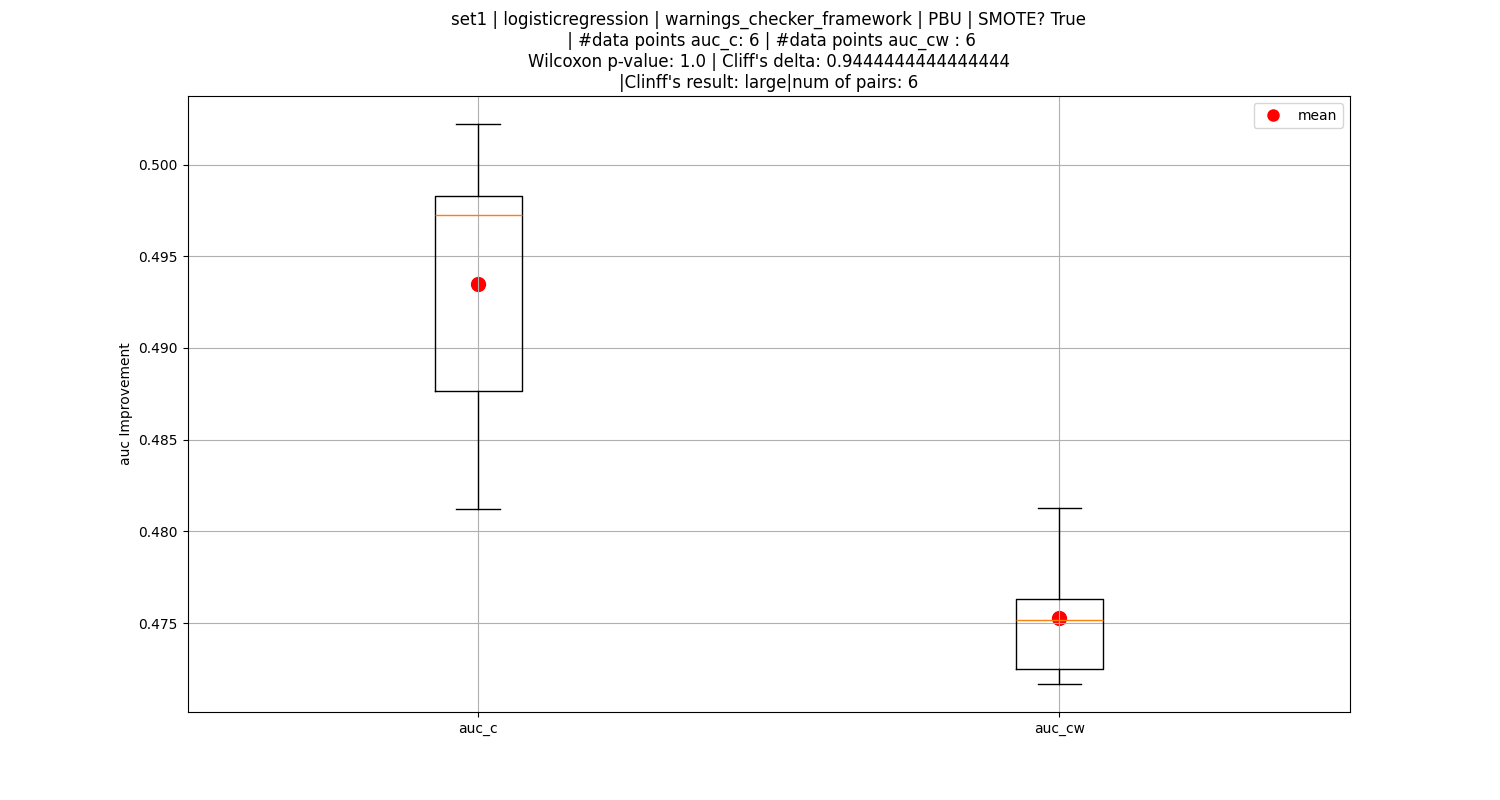 set1 | logisticregression | warnings_checker_framework | PBU | SMOTE? True
| #data points auc_c: 6 | #data points auc_cw : 6
Wilcoxon p-value: 1.0 | Cliff's delta: 0.9444444444444444
|Clinff's result: large|num of pairs: 6
mean
0.500
0.495
0.490
0.485
0.480
0.475
auc Improvement
auc_c
auc_cw